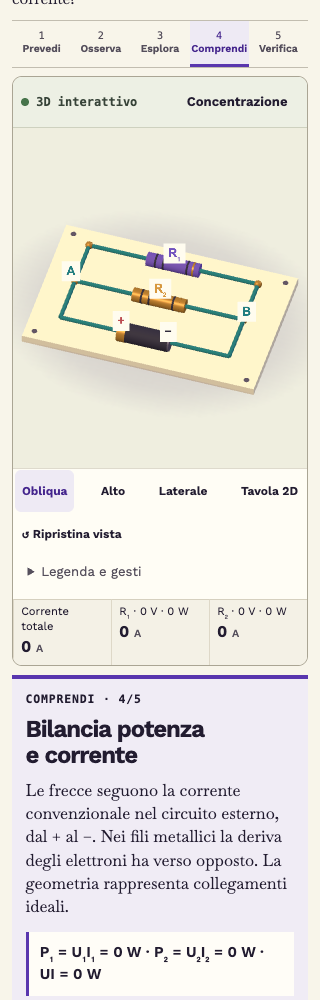 corrente?
1 2 3 4 5
Prevedi Osserva Esplora Comprendi Verifica
3D interattivo Concentrazione
R₁
A
R₂
B
+ −
Obliqua Alto Laterale Tavola 2D
↺ Ripristina vista
▶ Legenda e gesti
Corrente totale
0 A
R₁ · 0 V · 0 W
0 A
R₂ · 0 V · 0 W
0 A
COMPRENDI · 4/5
Bilancia potenza
e corrente
Le frecce seguono la corrente
convenzionale nel circuito esterno,
dal + al −. Nei fili metallici la deriva
degli elettroni ha verso opposto. La
geometria rappresenta collegamenti
ideali.
P₁ = U₁I₁ = 0 W · P₂ = U₂I₂ = 0 W ·
UI = 0 W